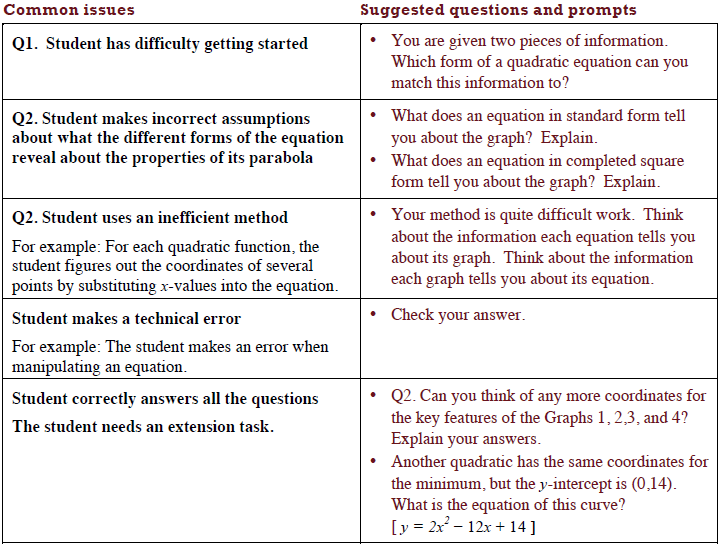 Common issues
Suggested questions and prompts
Q1.  Student has difficulty getting started
• You are given two pieces of information.
Which form of a quadratic equation can you
match this information to?
Q2. Student makes incorrect assumptions
about what the different forms of the equation
reveal about the properties of its parabola
• What does an equation in standard form tell
you about the graph?  Explain.
• What does an equation in completed square
form tell you about the graph?  Explain.
Q2. Student uses an inefficient method
For example: For each quadratic function, the
student figures out the coordinates of several
points by substituting x-values into the equation.
• Your method is quite difficult work.  Think
about the information each equation tells you
about its graph.  Think about the information
each graph tells you about its equation.
Student makes a technical error
For example: The student makes an error when
manipulating an equation.
• Check your answer.
Student correctly answers all the questions
The student needs an extension task.
• Q2. Can you think of any more coordinates for
the key features of the Graphs 1, 2,3, and 4?
Explain your answers.
• Another quadratic has the same coordinates for
the minimum, but the y-intercept is (0,14).
What is the equation of this curve?
[ y = 2x² − 12x + 14 ]